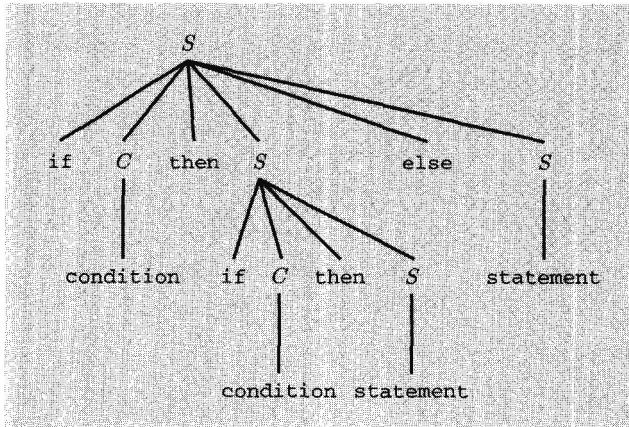 S
if C then S else S
condition if C then S statement
condition statement